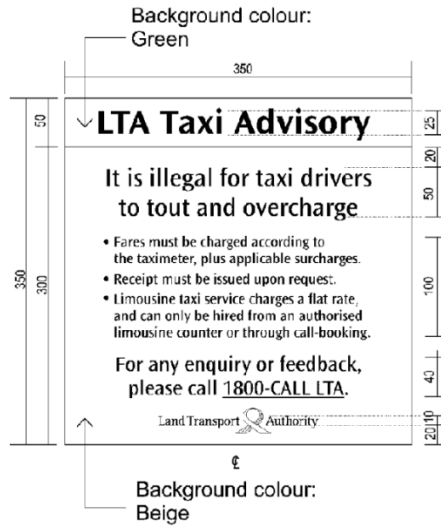 Background colour:
Green
350
50
LTA Taxi Advisory
25
20
It is illegal for taxi drivers
to tout and overcharge
50
• Fares must be charged according to
the taximeter, plus applicable surcharges.
• Receipt must be issued upon request.
• Limousine taxi service charges a flat rate,
and can only be hired from an authorised
limousine counter or through call-booking.
350
300
100
For any enquiry or feedback,
please call 1800-CALL LTA.
40
Land Transport Authority
10
20
℄
Background colour:
Beige